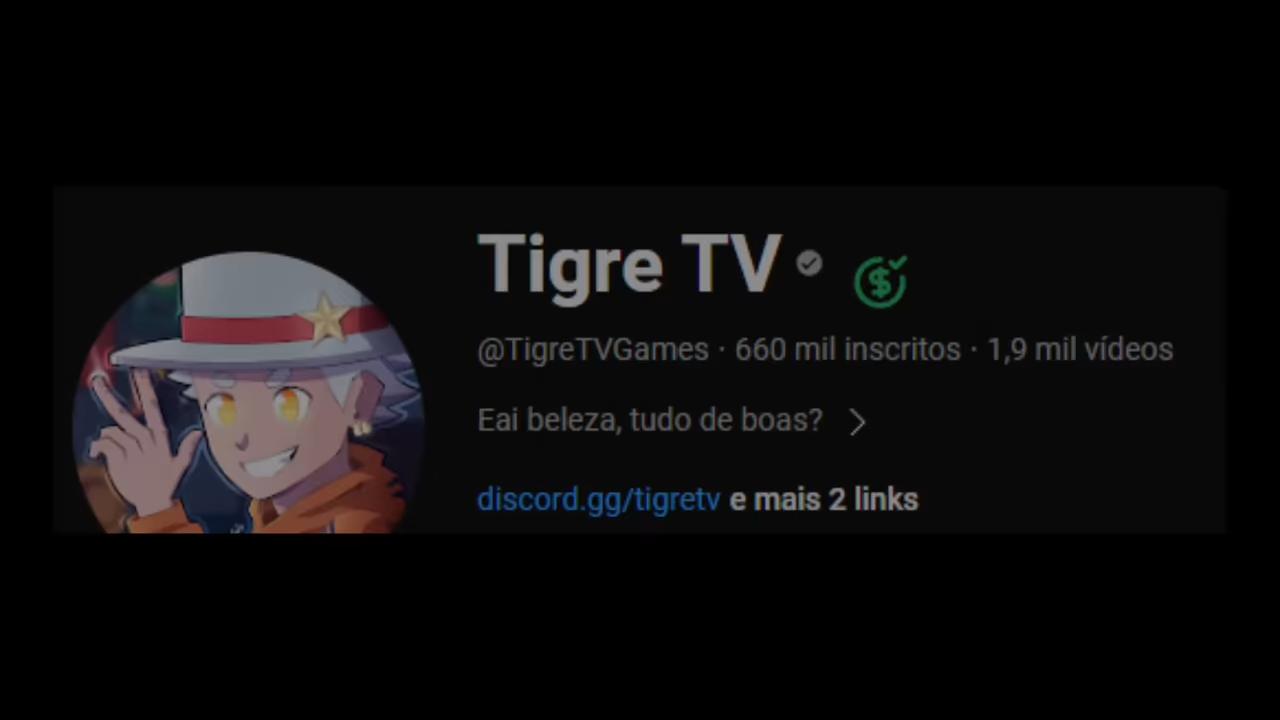 Tigre TV
@TigreTVGames · 660 mil inscritos · 1,9 mil vídeos
Eai beleza, tudo de boas?
discord.gg/tigretv e mais 2 links